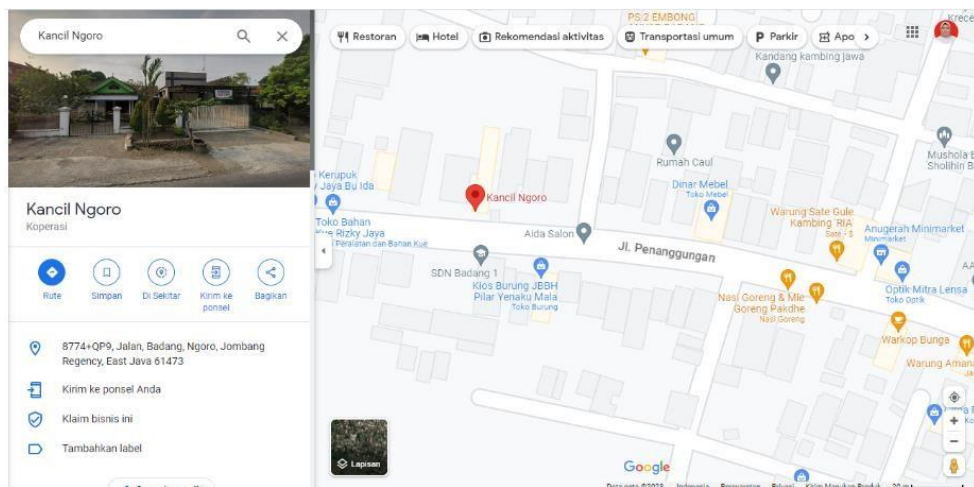 Kancil Ngoro
Kancil Ngoro
Koperasi
Rute
Simpan
Di Sekitar
Kirim ke
ponsel
Bagikan
8774+QP9, Jalan, Badang, Ngoro, Jombang
Regency, East Java 61473
Kirim ke ponsel Anda
Klaim bisnis ini
Tambahkan label
Restoran
Hotel
Rekomendasi aktivitas
Transportasi umum
P Parkir
Apo
PS 2 EMBONG
Kandang kambing jawa
Mushola
Sholihin
Rumah Caul
Kerupuk
Jaya Bu Ida
Kancil Ngoro
Dinar Mebel
Toko Mebel
Toko Bahan
Kue Rizky Jaya
Peralatan dan Bahan Kue
Aida Salon
Jl. Penanggungan
Warung Sate Gule
Kambing 'RIA
Anugerah Minimarket
Minimarket
SDN Badang 1
Kios Burung JBBH
Pilar Yenaku Mala
Toko Burung
Optik Mitra Lensa
Toko Optik
Nasi Goreng & Mie
Goreng Pakdhe
Nasi Goreng
Warkop Bunga
Warung Aman
Lapisan
Google